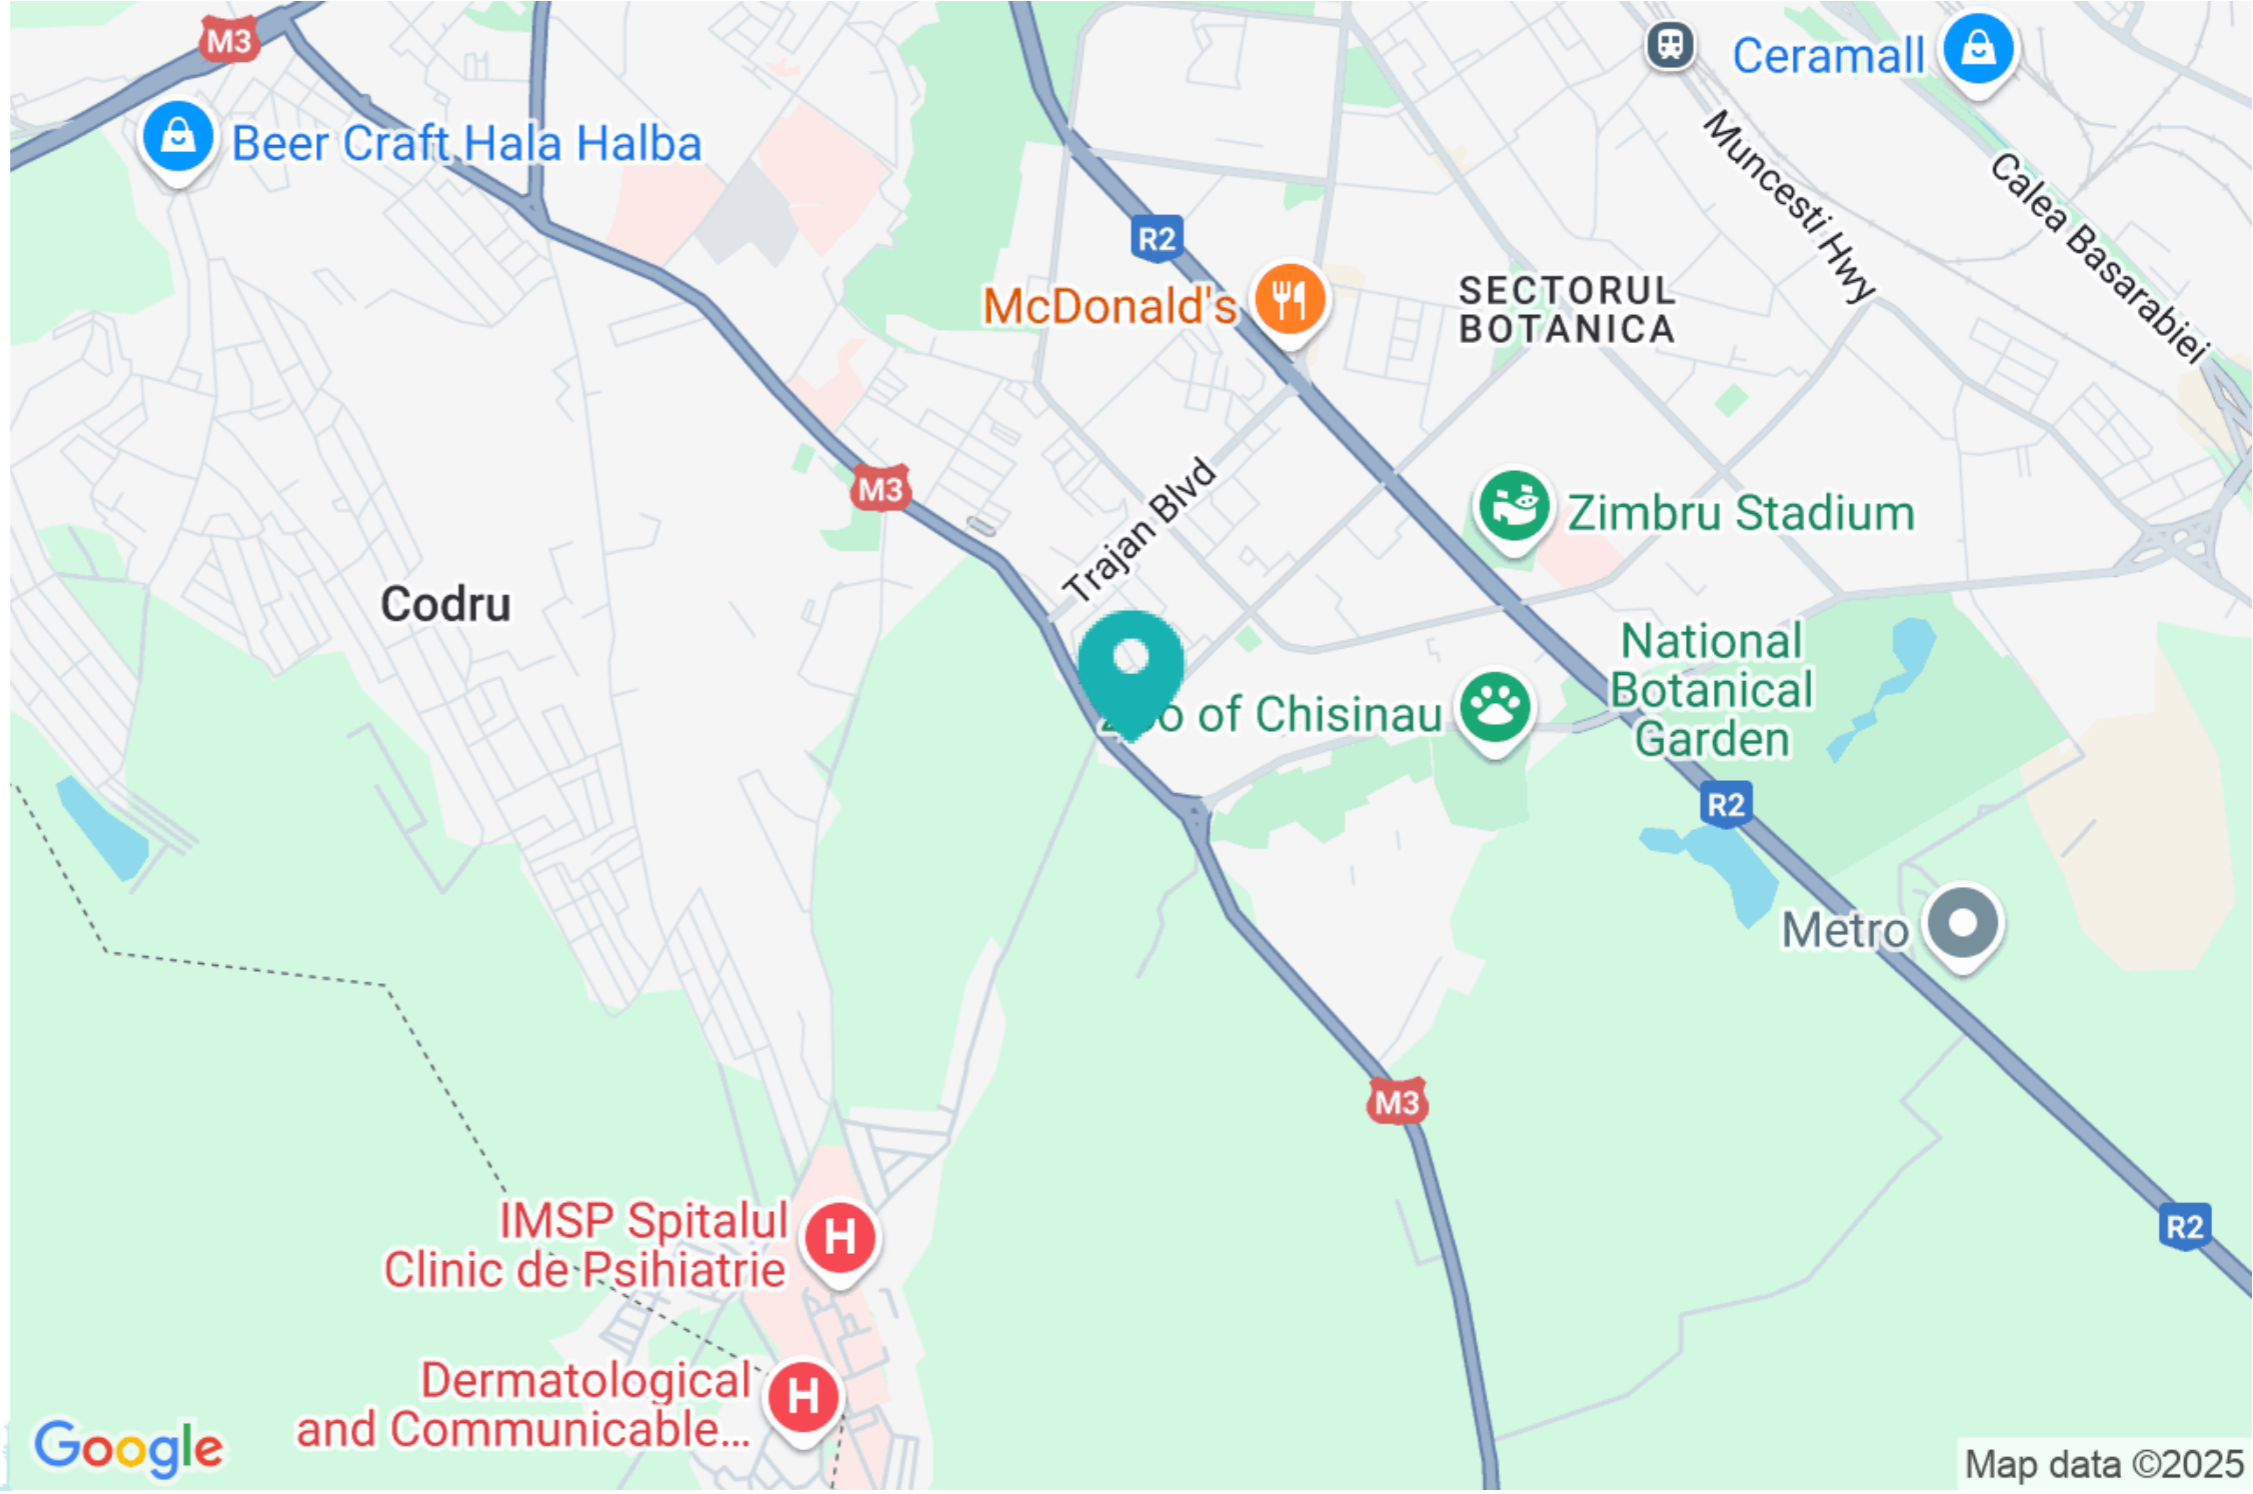 M3
Ceramall
Beer Craft Hala Halba
Muncesti Hwy
Calea Basarabiei
R2
McDonald's
SECTORUL
BOTANICA
M3
Trajan Blvd
Zimbru Stadium
Codru
National
Botanical
Garden
of Chisinau
R2
Metro
M3
IMSP Spitalul
Clinic de Psihiatrie
R2
Dermatological
and Communicable...
Google
Map data ©2025